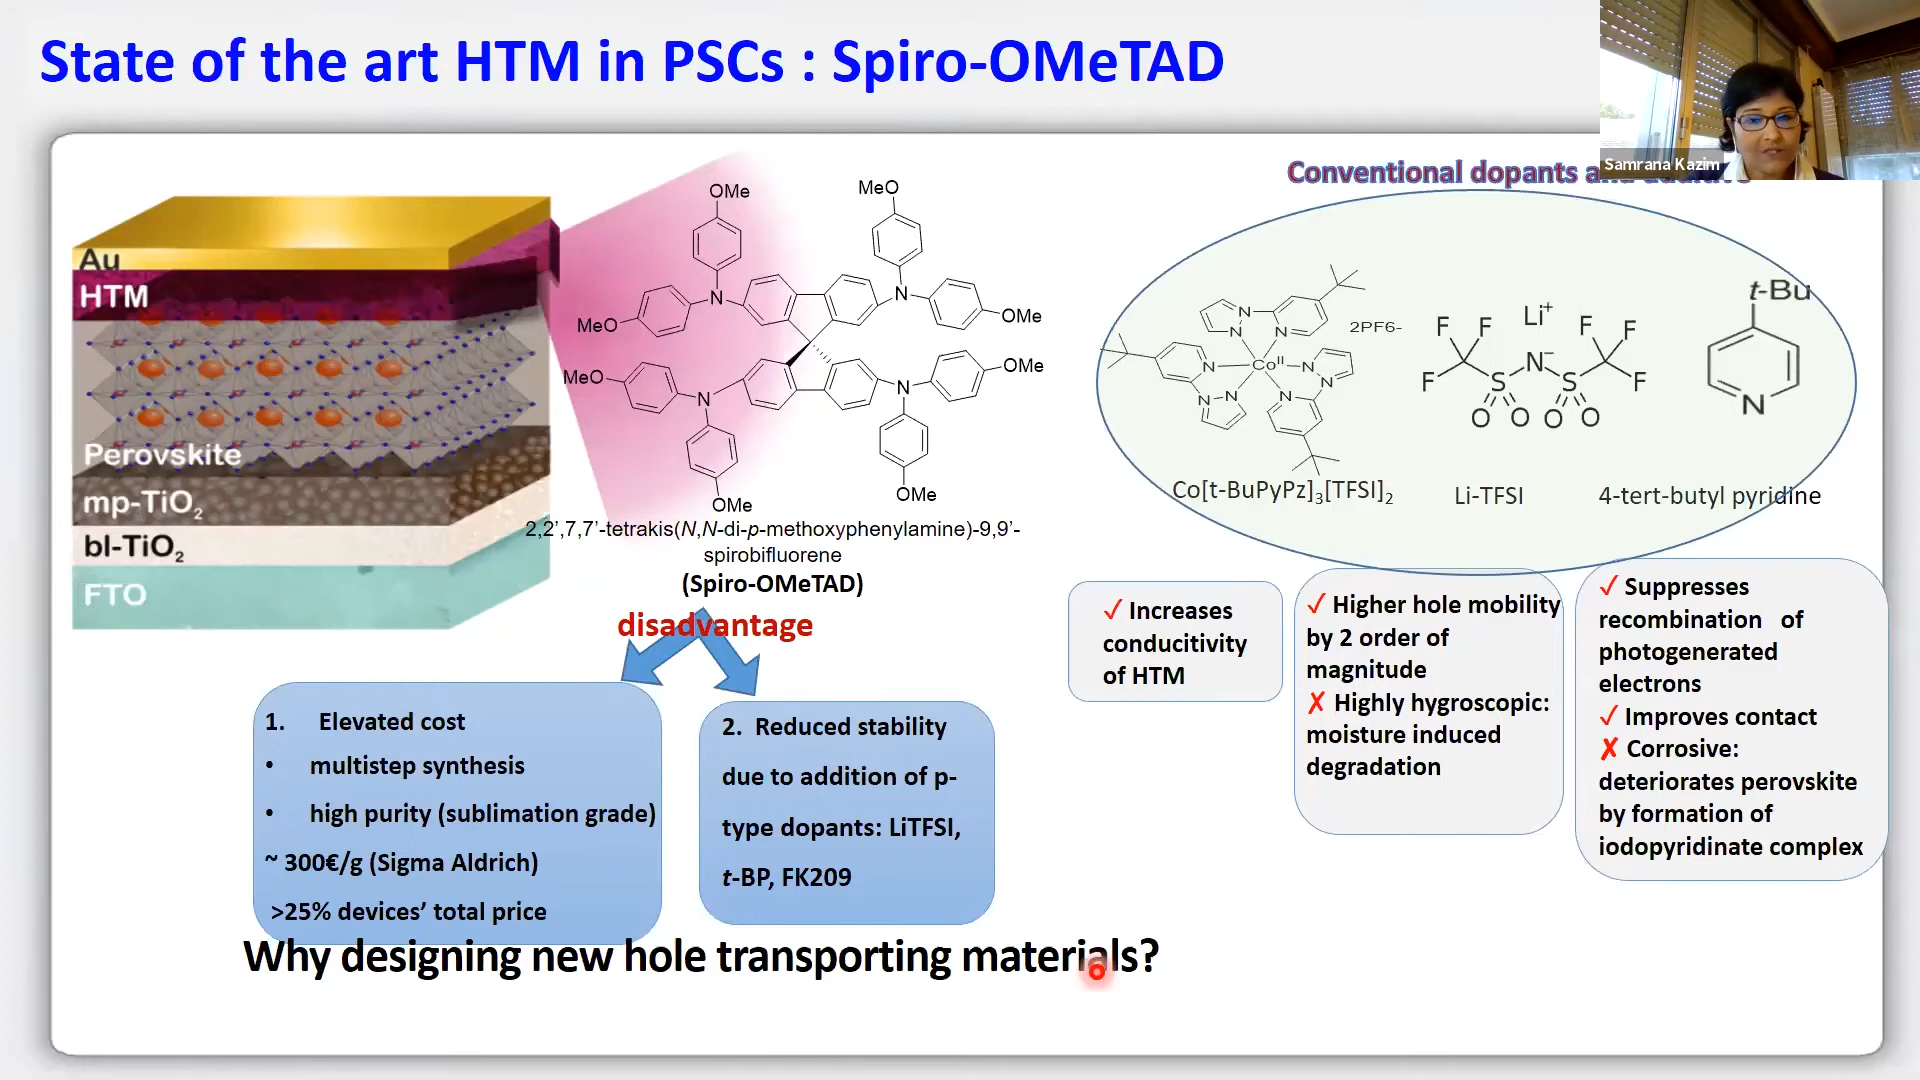 State of the art HTM in PSCs : Spiro-OMeTAD
Samrana Kazim
Conventional dopants
Au
HTM
Perovskite
mp-TiO₂
bl-TiO₂
FTO
OMe
MeO
MeO
OMe
MeO
OMe
OMe
OMe
N
N
N
N
2,2',7,7'-tetrakis(N,N-di-p-methoxyphenylamine)-9,9'-
spirobifluorene
(Spiro-OMeTAD)
disadvantage
1. Elevated cost
• multistep synthesis
• high purity (sublimation grade)
~ 300€/g (Sigma Aldrich)
>25% devices' total price
2. Reduced stability
due to addition of p-
type dopants: LiTFSI,
t-BP, FK209
N
N
N
N
N
N
N
N
N
Coᴵᴵ
2PF6-
Co[t-BuPyPz]₃[TFSI]₂
F F Li⁺ F F
F S N⁻ S F
O O O O
Li-TFSI
t-Bu
N
4-tert-butyl pyridine
✓ Increases
conducitivity
of HTM
✓ Higher hole mobility
by 2 order of
magnitude
✗ Highly hygroscopic:
moisture induced
degradation
✓ Suppresses
recombination of
photogenerated
electrons
✓ Improves contact
✗ Corrosive:
deteriorates perovskite
by formation of
iodopyridinate complex
Why designing new hole transporting materials?